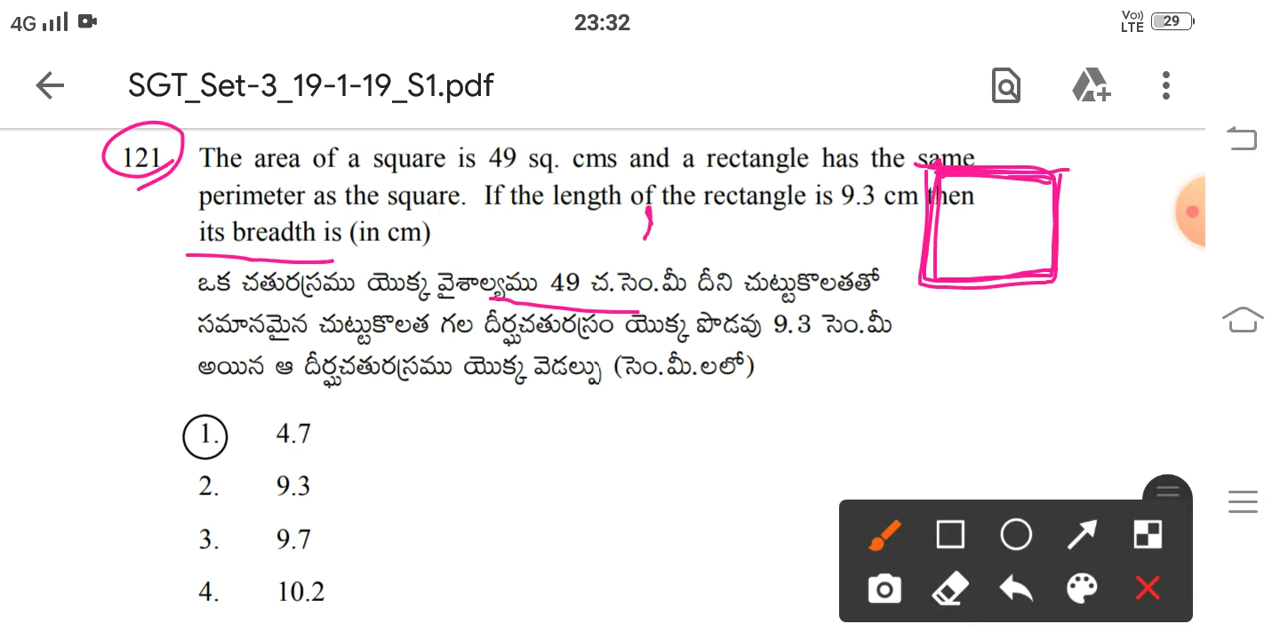 4G 23:32 Vo)) LTE 29
SGT_Set-3_19-1-19_S1.pdf
121. The area of a square is 49 sq. cms and a rectangle has the same
perimeter as the square. If the length of the rectangle is 9.3 cm then
its breadth is (in cm)
ఒక చతురస్రము యొక్క వైశాల్యము 49 చ.సెం.మీ దీని చుట్టుకొలతతో
సమానమైన చుట్టుకొలత గల దీర్ఘచతురస్రం యొక్క పొడవు 9.3 సెం.మీ
అయిన ఆ దీర్ఘచతురస్రము యొక్క వెడల్పు (సెం.మీ.లలో)
1. 4.7
2. 9.3
3. 9.7
4. 10.2